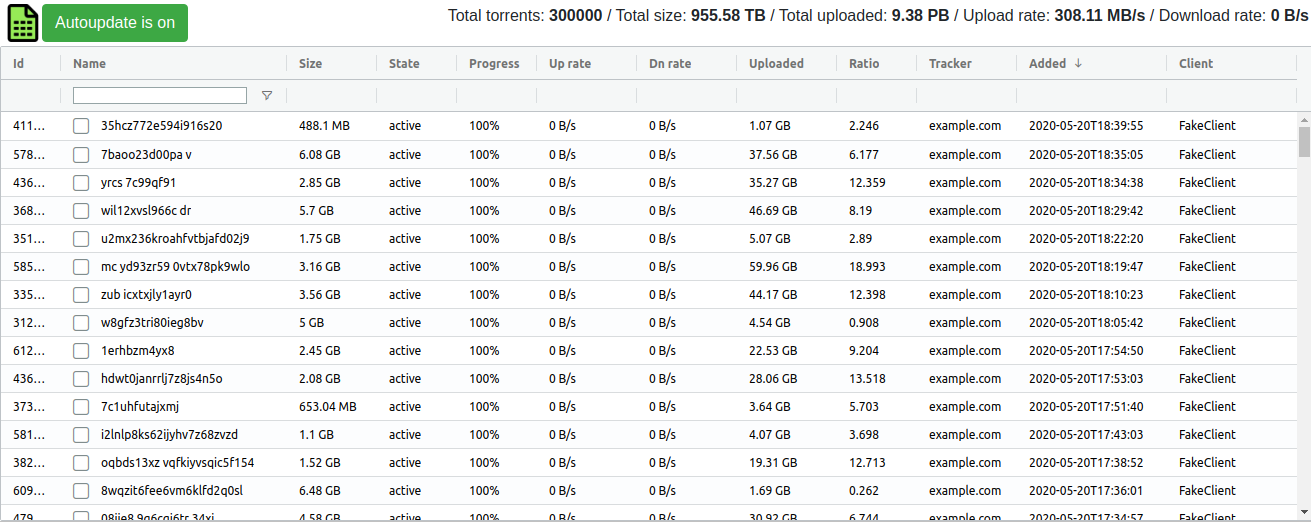 Autoupdate is on
Total torrents: 300000 / Total size: 955.58 TB / Total uploaded: 9.38 PB / Upload rate: 308.11 MB/s / Download rate: 0 B/s
Id Name Size State Progress Up rate Dn rate Uploaded Ratio Tracker Added ↓ Client
411... 35hcz772e594i916s20 488.1 MB active 100% 0 B/s 0 B/s 1.07 GB 2.246 example.com 2020-05-20T18:39:55 FakeClient
578... 7baoo23d00pa v 6.08 GB active 100% 0 B/s 0 B/s 37.56 GB 6.177 example.com 2020-05-20T18:35:05 FakeClient
436... yrcs 7c99qf91 2.85 GB active 100% 0 B/s 0 B/s 35.27 GB 12.359 example.com 2020-05-20T18:34:38 FakeClient
368... wil12xvsl966c dr 5.7 GB active 100% 0 B/s 0 B/s 46.69 GB 8.19 example.com 2020-05-20T18:29:42 FakeClient
351... u2mx236kroahfvtbjafd02j9 1.75 GB active 100% 0 B/s 0 B/s 5.07 GB 2.89 example.com 2020-05-20T18:22:20 FakeClient
585... mc yd93zr59 0vtx78pk9wlo 3.16 GB active 100% 0 B/s 0 B/s 59.96 GB 18.993 example.com 2020-05-20T18:19:47 FakeClient
335... zub icxtxjly1ayr0 3.56 GB active 100% 0 B/s 0 B/s 44.17 GB 12.398 example.com 2020-05-20T18:10:23 FakeClient
312... w8gfz3tri80ieg8bv 5 GB active 100% 0 B/s 0 B/s 4.54 GB 0.908 example.com 2020-05-20T18:05:42 FakeClient
612... 1erhbzm4yx8 2.45 GB active 100% 0 B/s 0 B/s 22.53 GB 9.204 example.com 2020-05-20T17:54:50 FakeClient
436... hdwt0janrrlj7z8js4n5o 2.08 GB active 100% 0 B/s 0 B/s 28.06 GB 13.518 example.com 2020-05-20T17:53:03 FakeClient
373... 7c1uhfutajxmj 653.04 MB active 100% 0 B/s 0 B/s 3.64 GB 5.703 example.com 2020-05-20T17:51:40 FakeClient
581... i2lnlp8ks62ijyhv7z68zvzd 1.1 GB active 100% 0 B/s 0 B/s 4.07 GB 3.698 example.com 2020-05-20T17:43:03 FakeClient
382... oqbds13xz vqfkiyvsqic5f154 1.52 GB active 100% 0 B/s 0 B/s 19.31 GB 12.713 example.com 2020-05-20T17:38:52 FakeClient
609... 8wqzit6fee6vm6klfd2q0sl 6.48 GB active 100% 0 B/s 0 B/s 1.69 GB 0.262 example.com 2020-05-20T17:36:01 FakeClient
479... 4.58 GB active 100% 0 B/s 0 B/s 30.92 GB 6.744 example.com 2020-05-20T17:34:57 FakeClient